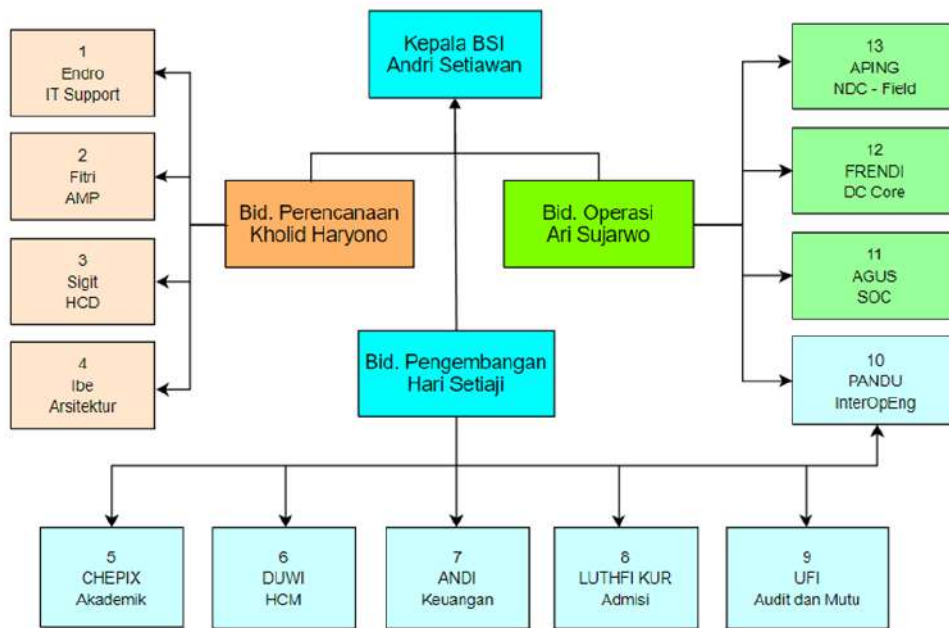 Kepala BSI
Andri Setiawan
Bid. Perencanaan
Kholid Haryono
Bid. Operasi
Ari Sujarwo
Bid. Pengembangan
Hari Setiaji
1
Endro
IT Support
2
Fitri
AMP
3
Sigit
HCD
4
Ibe
Arsitektur
5
CHEPIX
Akademik
6
DUWI
HCM
7
ANDI
Keuangan
8
LUTHFI KUR
Admisi
9
UFI
Audit dan Mutu
10
PANDU
InterOpEng
11
AGUS
SOC
12
FRENDI
DC Core
13
APING
NDC - Field